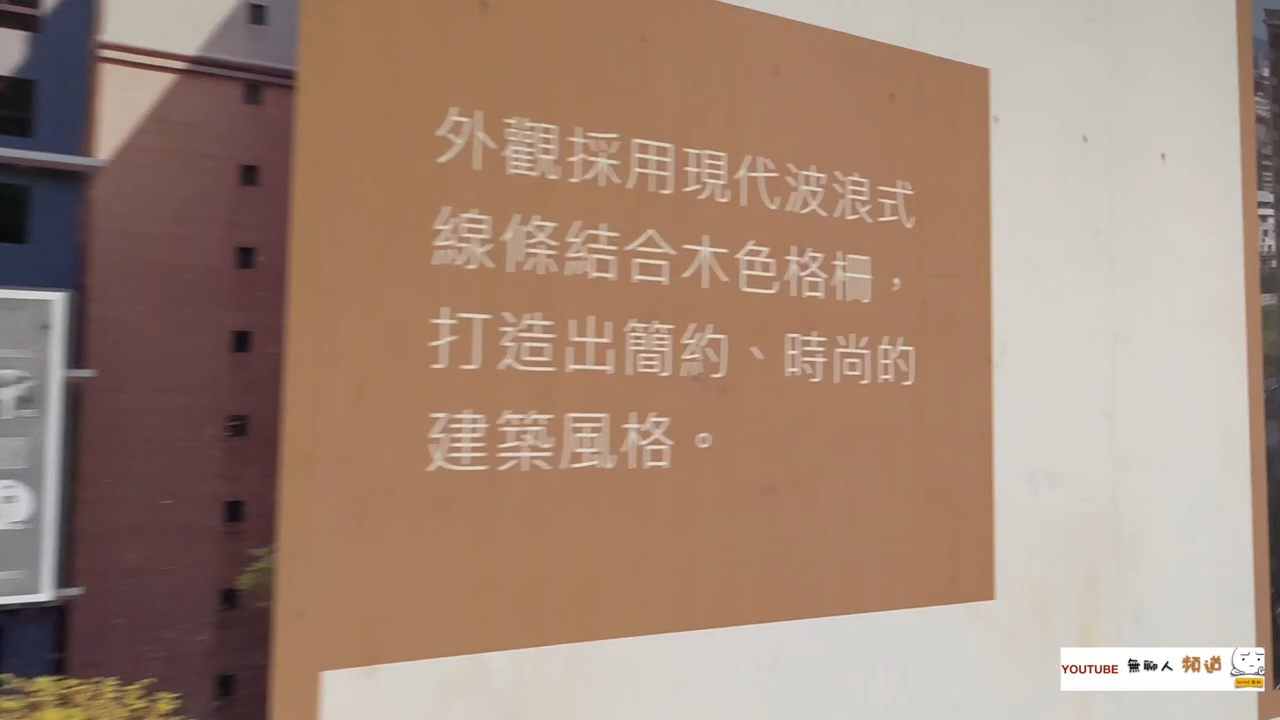 外觀採用現代波浪式
線條結合木色格柵，
打造出簡約、時尚的
建築風格。
YOUTUBE 無聊人 頻道